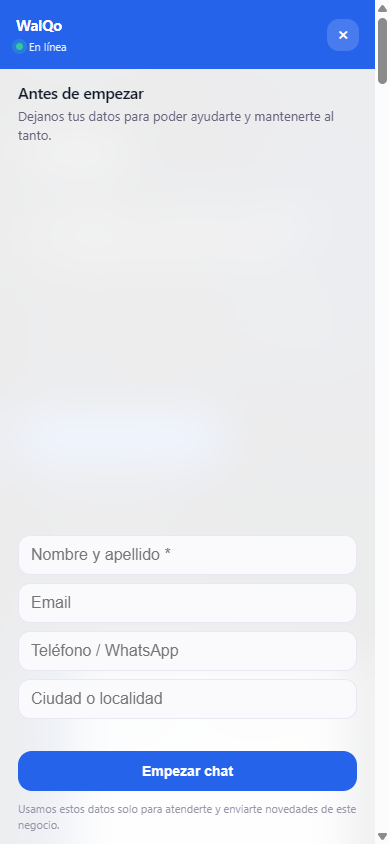 WalQo
En línea
×
Antes de empezar
Dejanos tus datos para poder ayudarte y mantenerte al
tanto.
Nombre y apellido *
Email
Teléfono / WhatsApp
Ciudad o localidad
Empezar chat
Usamos estos datos solo para atenderte y enviarte novedades de este
negocio.